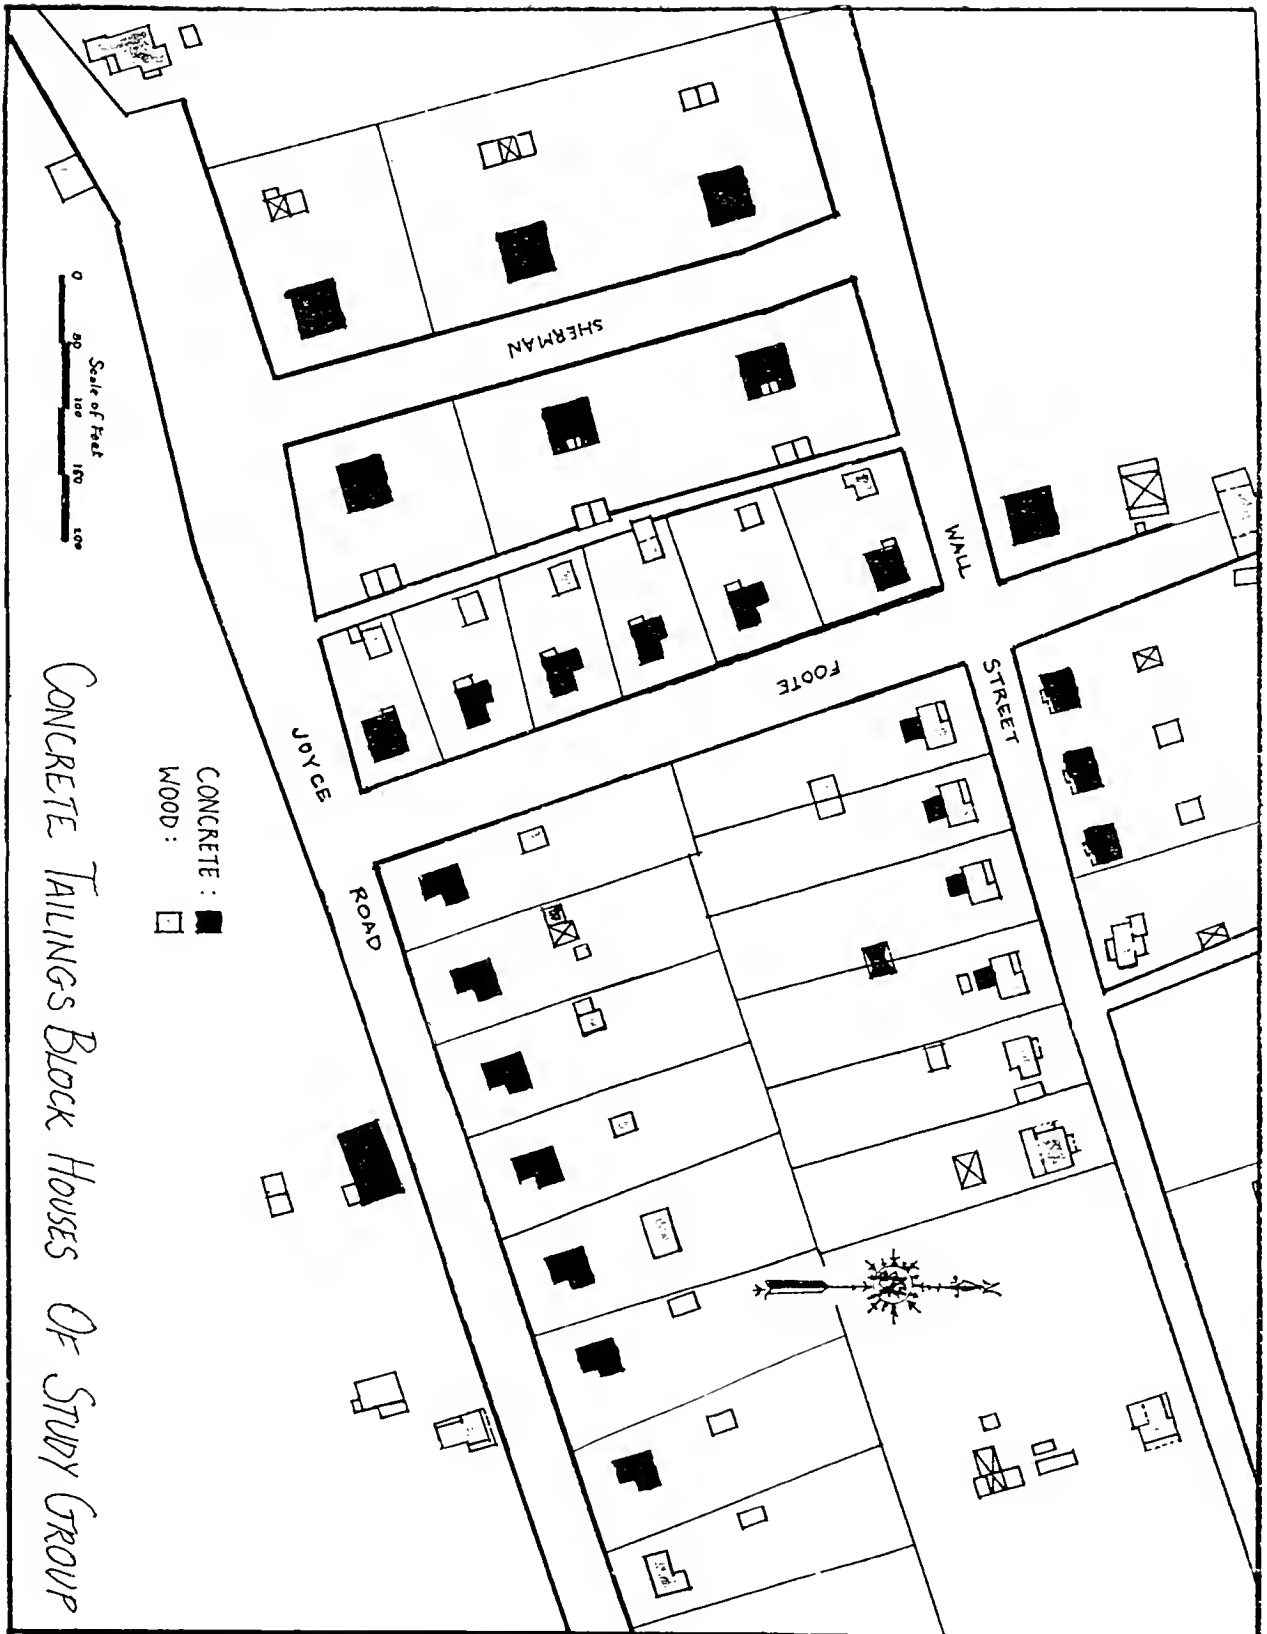 SHERMAN
WALL
STREET
FOOTE
JOYCE
ROAD
0 50 100 150 200
Scale of Feet
CONCRETE :
WOOD :
CONCRETE TAILINGS BLOCK HOUSES OF STUDY GROUP